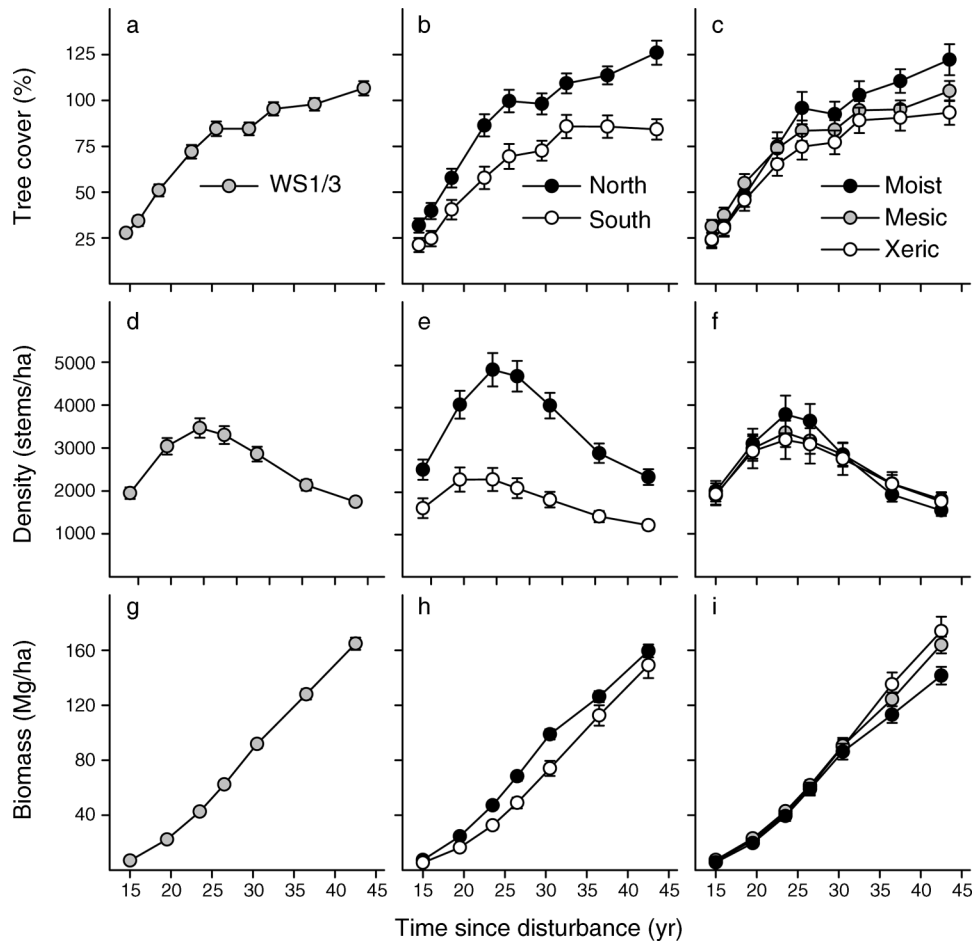 a
b
c
125
100
75
50
25
Tree cover (%)
WS1/3
North
South
Moist
Mesic
Xeric
d
e
f
5000
4000
3000
2000
1000
Density (stems/ha)
g
h
i
160
120
80
40
Biomass (Mg/ha)
15 20 25 30 35 40 45
15 20 25 30 35 40 45
15 20 25 30 35 40 45
Time since disturbance (yr)